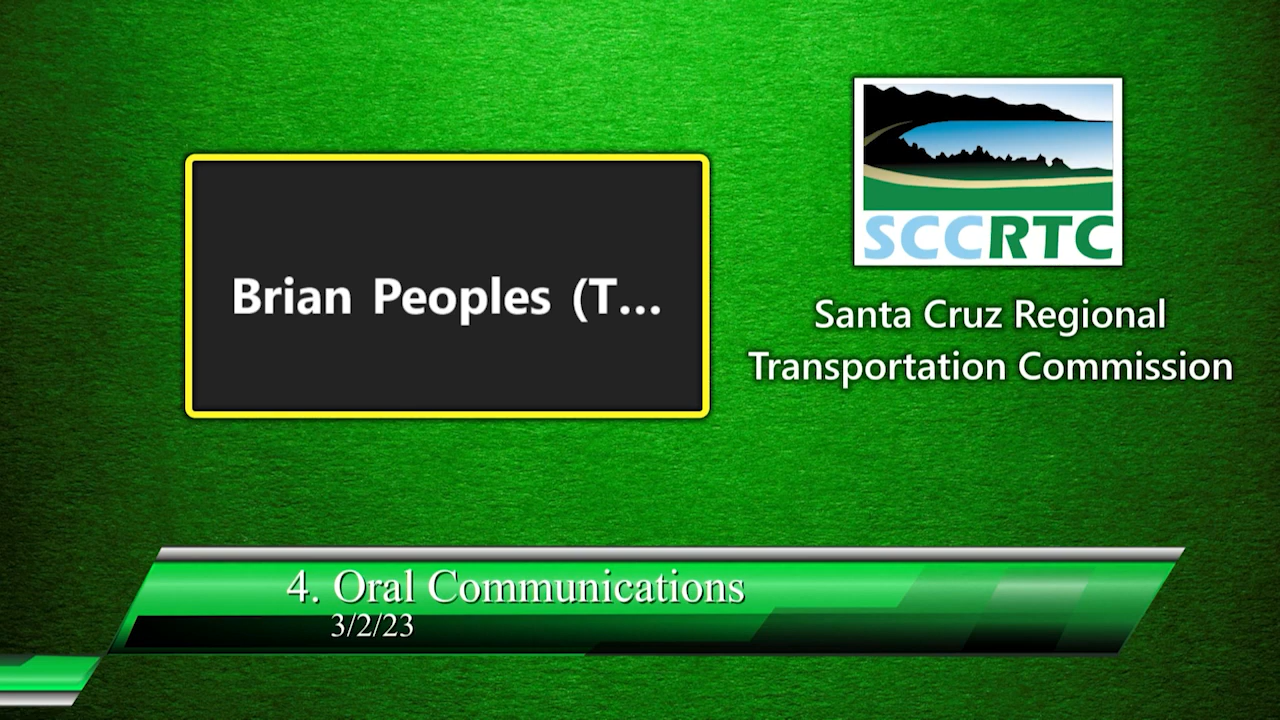 Brian Peoples (T...
SCCRTC
Santa Cruz Regional
Transportation Commission
4. Oral Communications
3/2/23